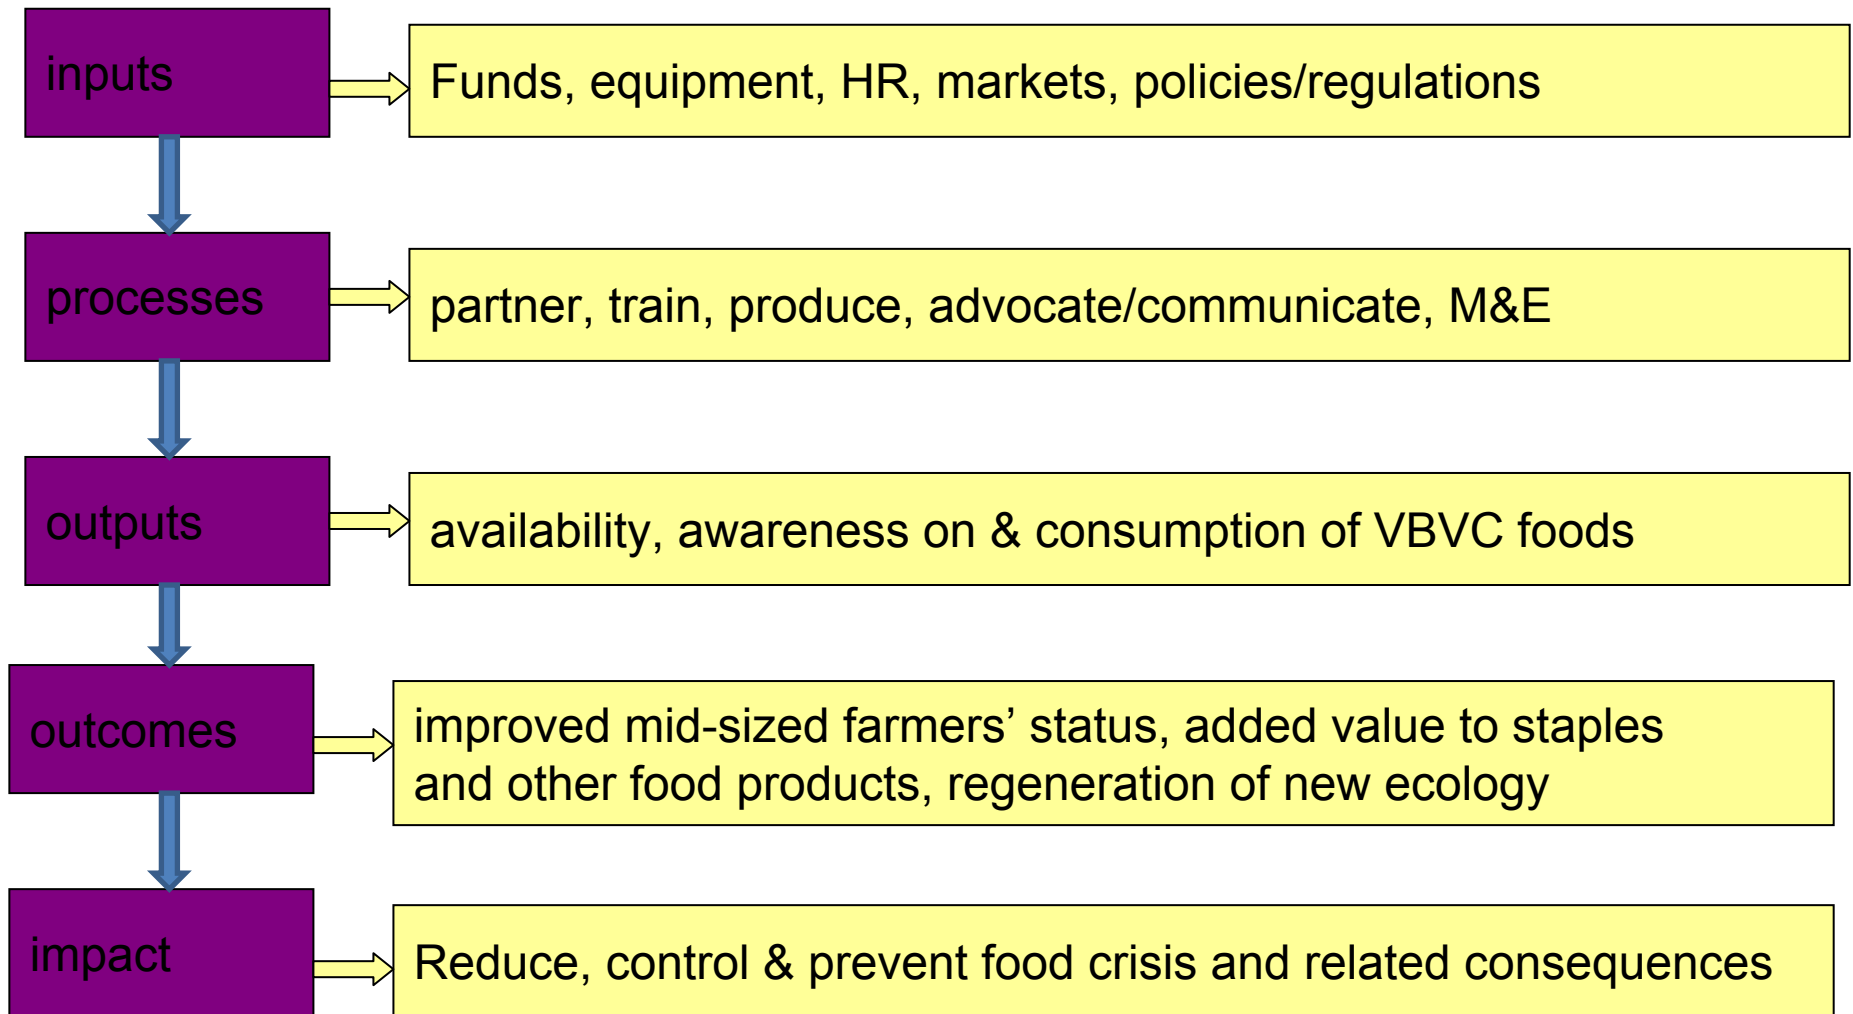 inputs
Funds, equipment, HR, markets, policies/regulations
processes
partner, train, produce, advocate/communicate, M&E
outputs
availability, awareness on & consumption of VBVC foods
outcomes
improved mid-sized farmers’ status, added value to staples
and other food products, regeneration of new ecology
impact
Reduce, control & prevent food crisis and related consequences